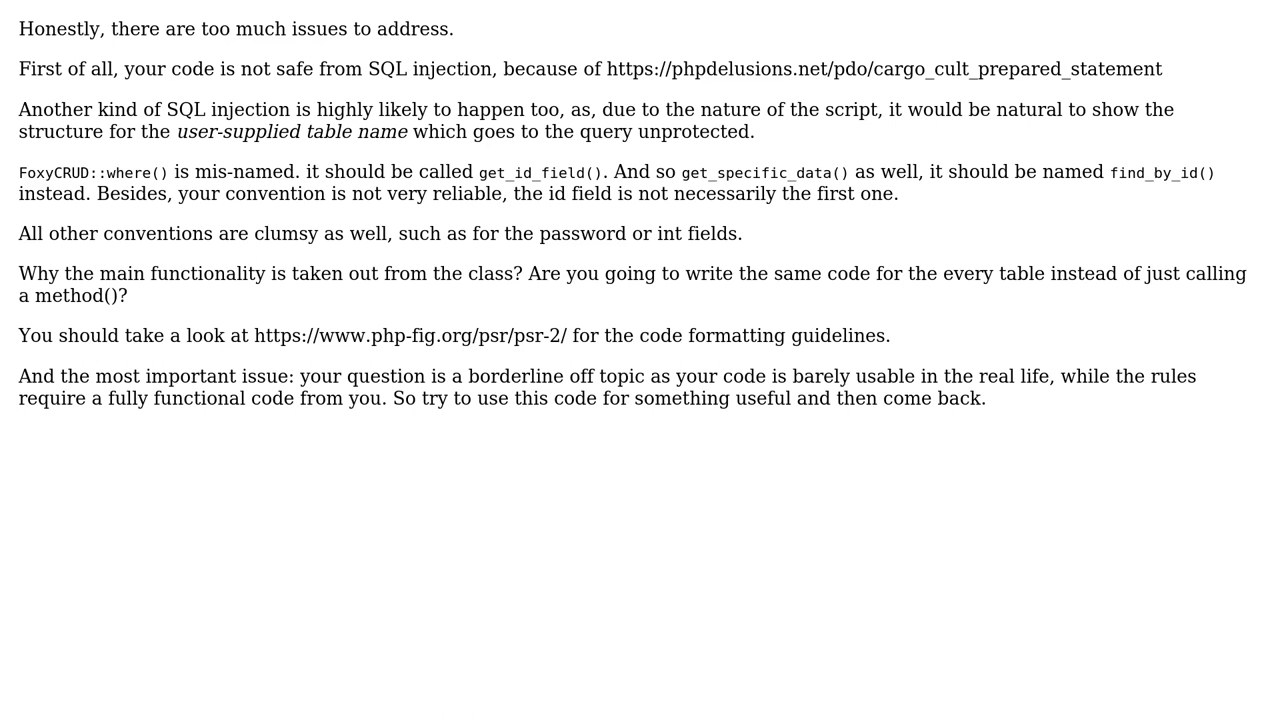 Honestly, there are too much issues to address.
First of all, your code is not safe from SQL injection, because of https://phpdelusions.net/pdo/cargo_cult_prepared_statement
Another kind of SQL injection is highly likely to happen too, as, due to the nature of the script, it would be natural to show the
structure for the user-supplied table name which goes to the query unprotected.
FoxyCRUD::where() is mis-named. it should be called get_id_field(). And so get_specific_data() as well, it should be named find_by_id()
instead. Besides, your convention is not very reliable, the id field is not necessarily the first one.
All other conventions are clumsy as well, such as for the password or int fields.
Why the main functionality is taken out from the class? Are you going to write the same code for the every table instead of just calling
a method()?
You should take a look at https://www.php-fig.org/psr/psr-2/ for the code formatting guidelines.
And the most important issue: your question is a borderline off topic as your code is barely usable in the real life, while the rules
require a fully functional code from you. So try to use this code for something useful and then come back.